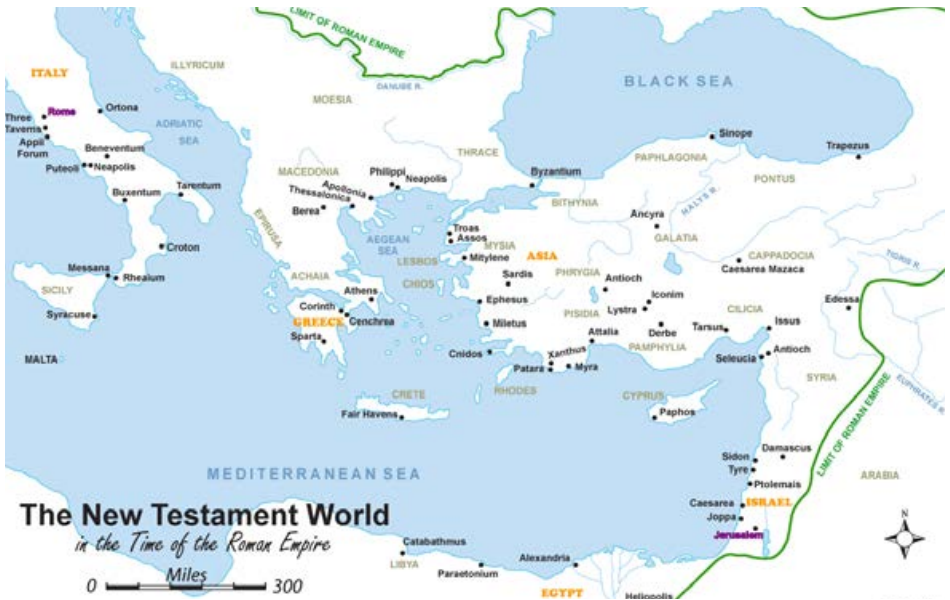 LIMIT OF ROMAN EMPIRE
ITALY
ILLYRICUM
DANUBE R.
BLACK SEA
MOESIA
Rome
Ortona
Three
Taverns
Appii
Forum
ADRIATIC
SEA
Sinope
Trapezus
Beneventum
Puteoli
Neapolis
THRACE
PAPHLAGONIA
MACEDONIA
Philippi
Neapolis
Apollonia
Thessalonica
Byzantium
PONTUS
Buxentum
Tarentum
Berea
BITHYNIA
HALYS R.
Ancyra
EPIRUSA
Troas
Assos
GALATIA
Croton
AEGEAN
SEA
MYSIA
ASIA
CAPPADOCIA
Caesarea Mazaca
TIGRIS R.
LESBOS
Mitylene
Messana
Rheaium
ACHAIA
Sardis
PHRYGIA
Antioch
SICILY
CHIOS
Athens
Ephesus
Iconim
Lystra
Edessa
Syracuse
Corinth
GREECE
Cenchrea
Miletus
PISIDIA
CILICIA
Derbe
Tarsus
Issus
Sparta
Attalia
PAMPHYLIA
MALTA
Cnidos
Xanthus
Patara
Myra
Seleucia
Antioch
SYRIA
EUPHRATES R.
RHODES
CRETE
CYPRUS
Fair Havens
Paphos
LIMIT OF ROMAN EMPIRE
MEDITERRANEAN SEA
Damascus
Sidon
Tyre
Ptolemais
ARABIA
Caesarea
ISRAEL
Joppa
Jerusalem
N
The New Testament World
in the Time of the Roman Empire
Miles
0 300
Catabathmus
LIBYA
Paraetonium
Alexandria
EGYPT
Heliopolis